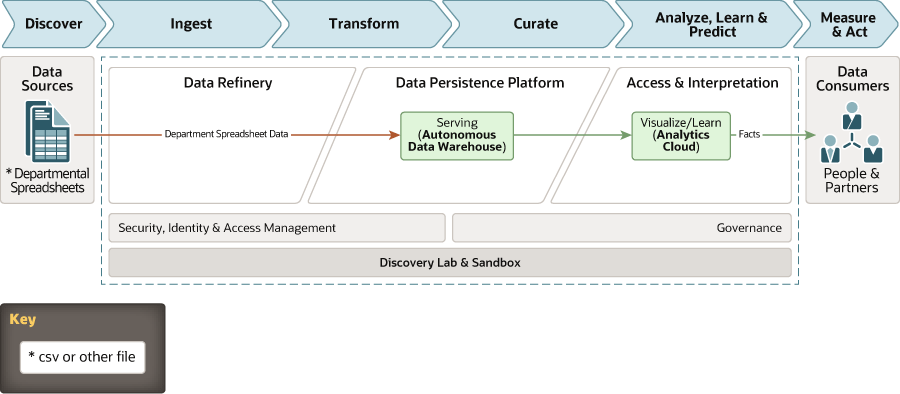 Discover
Ingest
Transform
Curate
Analyze, Learn &
Predict
Measure
& Act
Data
Sources
* Departmental
Spreadsheets
Data Refinery
Department Spreadsheet Data
Data Persistence Platform
Serving
(Autonomous
Data Warehouse)
Access & Interpretation
Visualize/Learn
(Analytics
Cloud)
Facts
Data
Consumers
People &
Partners
Security, Identity & Access Management
Governance
Discovery Lab & Sandbox
Key
* csv or other file